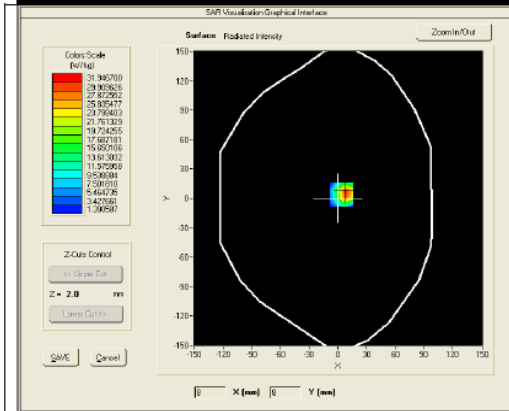 SAR Visualization Graphical Interface
Surface Radiated Intensity
Zoom In/Out
Colors Scale
(W/kg)
31.946700
29.909626
27.872552
25.835477
23.798403
21.761329
19.724255
17.687181
15.650106
13.613032
11.575958
9.538884
7.501810
5.464735
3.427661
1.390587
Z-Cuts Control
<< Upper Cut
Z = 2.0 mm
Lower Cut >>
SAVE Cancel
150
120
90
60
30
0
-30
-60
-90
-120
-150
Y
-150 -120 -90 -60 -30 0 30 60 90 120 150
X
X (mm) Y (mm)